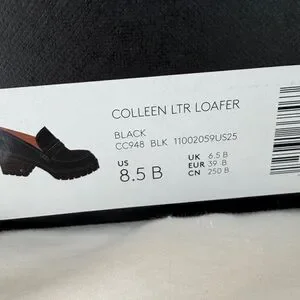 COLLEEN LTR LOAFER
BLACK
CC948 BLK 11002059US25
US
8.5 B
UK 6.5 B
EUR 39 B
CN 250 B